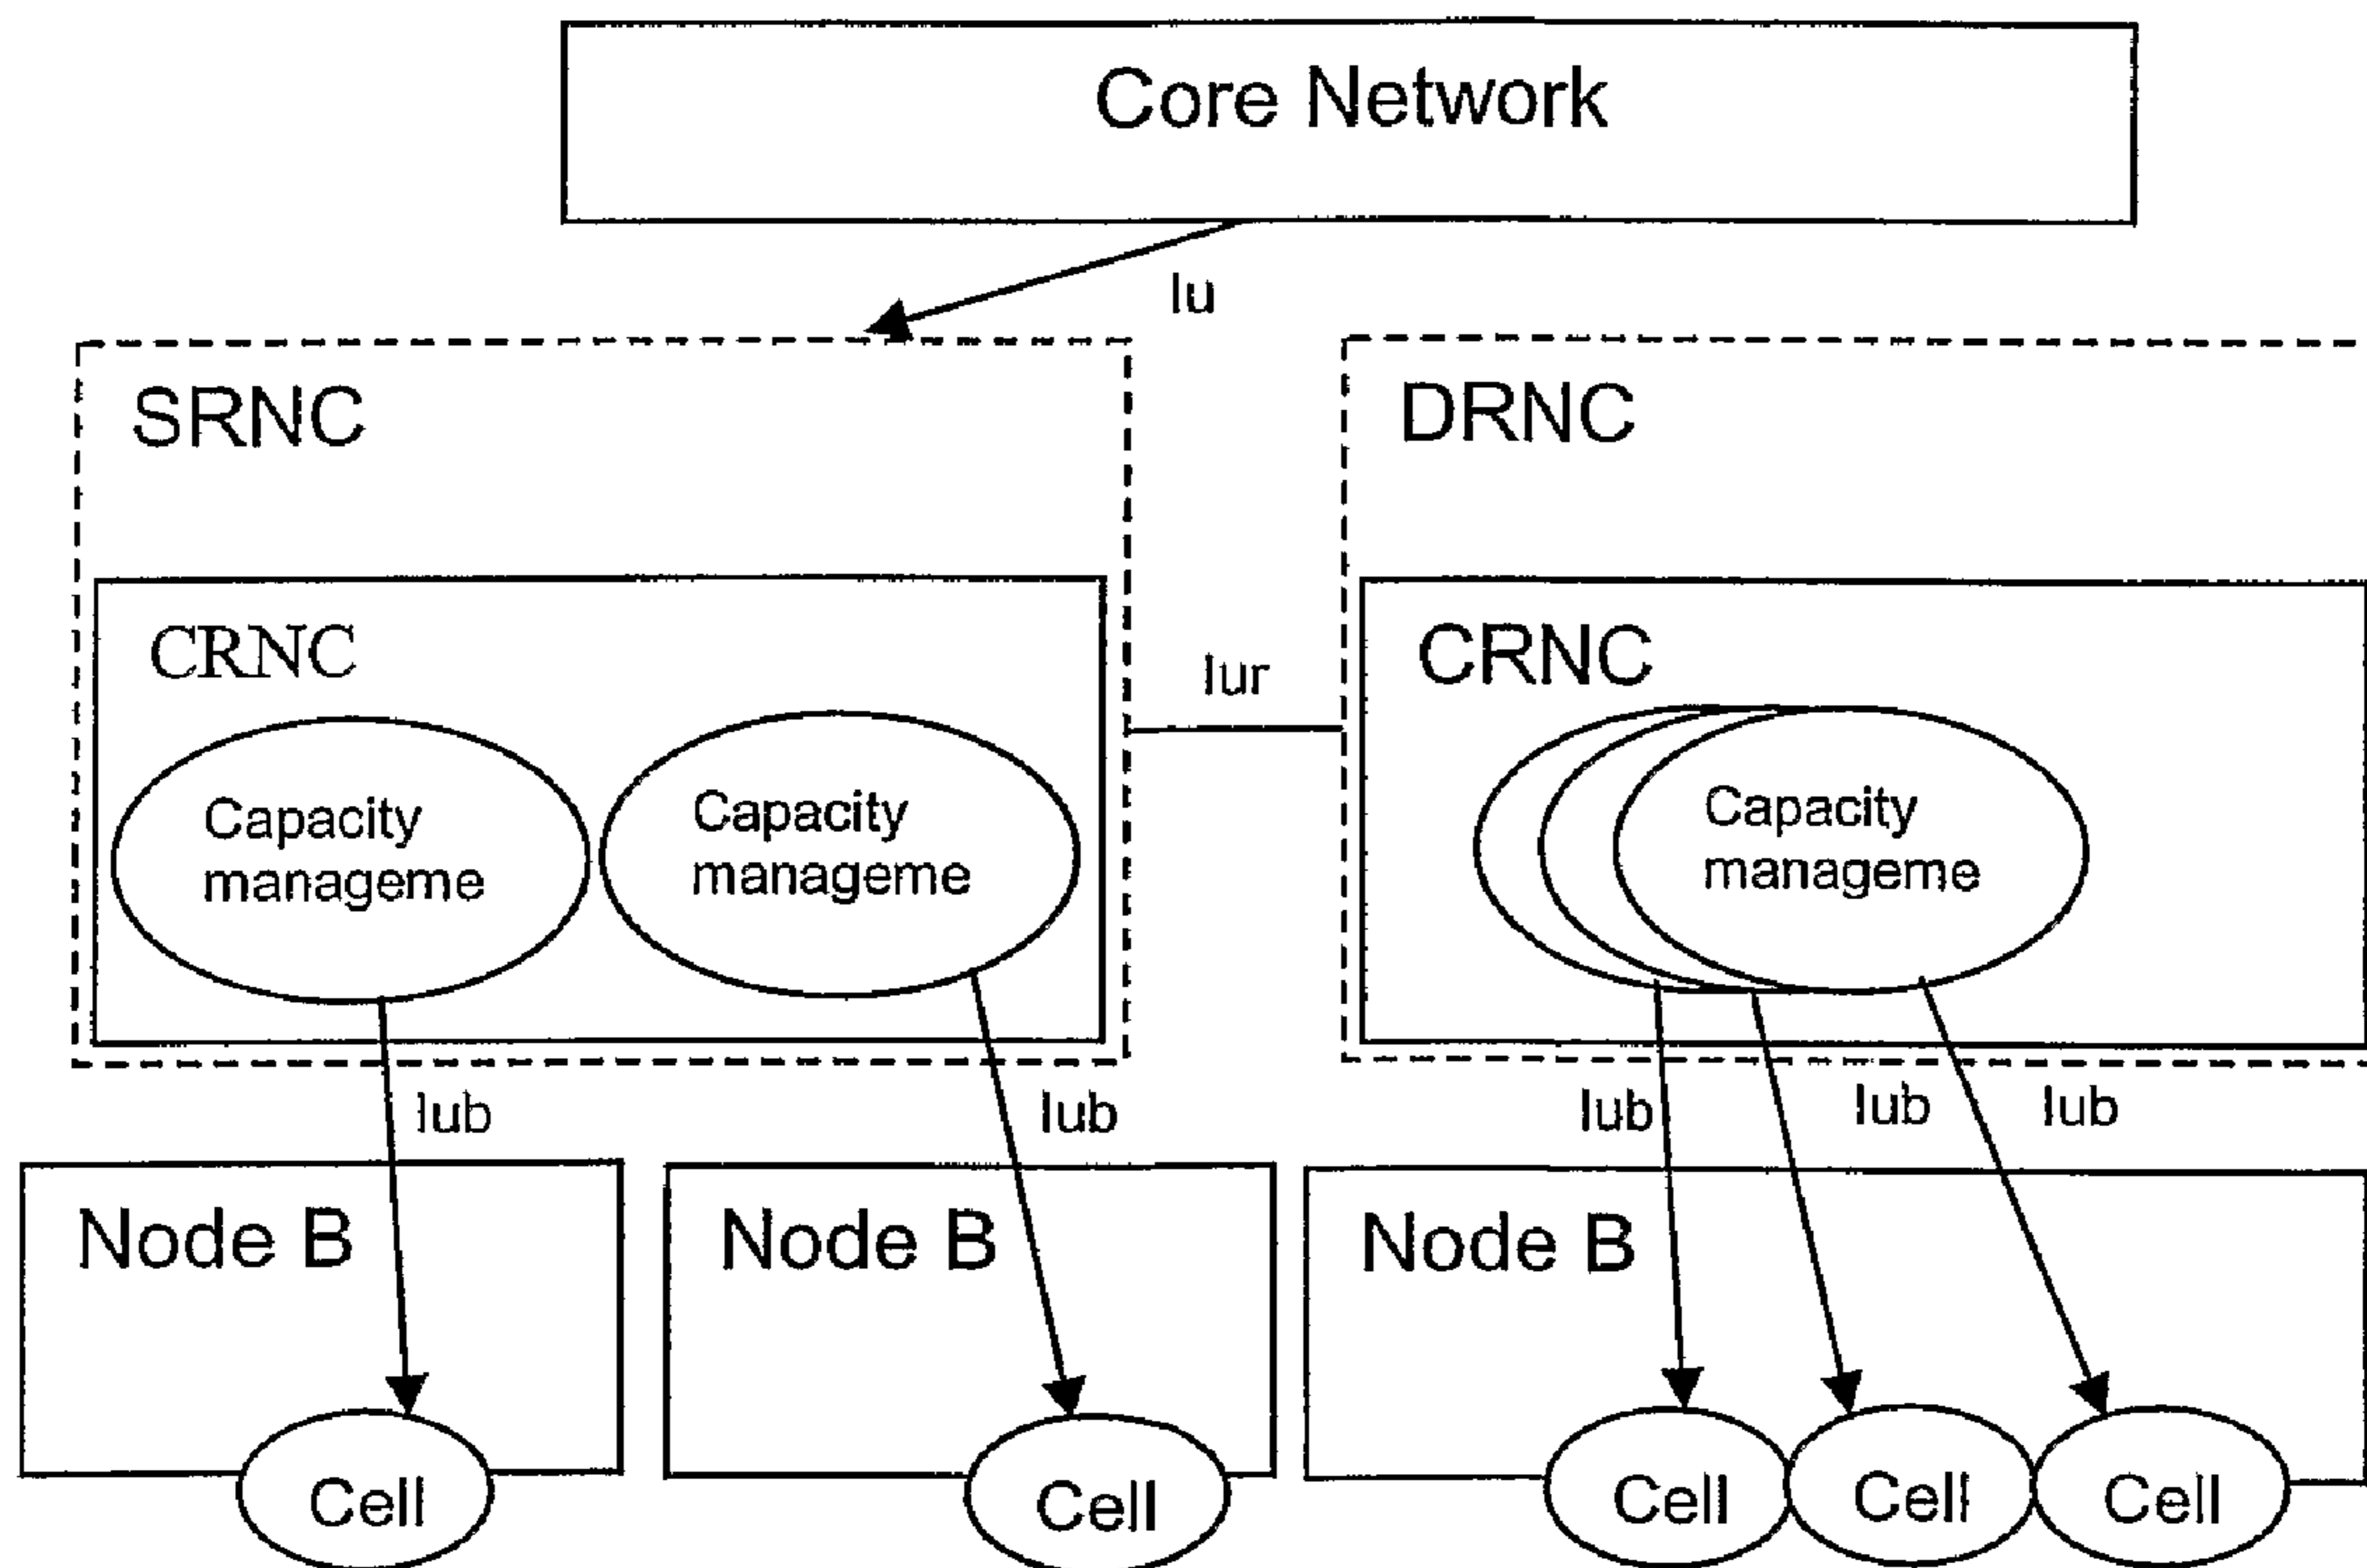 Core Network
Iu
SRNC
DRNC
CRNC
Iur
CRNC
Capacity
manageme
Capacity
manageme
Capacity
manageme
Iub
Iub
Iub
Iub
Iub
Node B
Node B
Node B
Cell
Cell
Cell
Cell
Cell